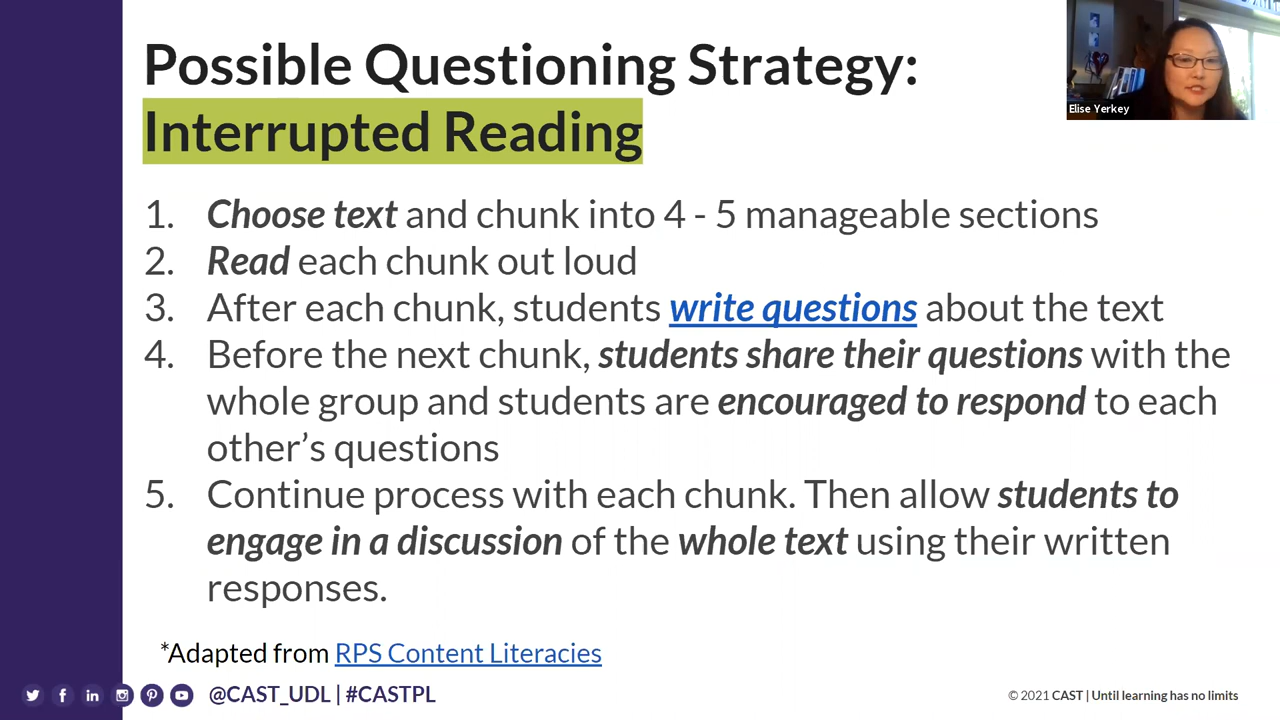 Possible Questioning Strategy:
Interrupted Reading
Elise Yerkey
1. Choose text and chunk into 4 - 5 manageable sections
2. Read each chunk out loud
3. After each chunk, students write questions about the text
4. Before the next chunk, students share their questions with the
whole group and students are encouraged to respond to each
other’s questions
5. Continue process with each chunk. Then allow students to
engage in a discussion of the whole text using their written
responses.
*Adapted from RPS Content Literacies
@CAST_UDL | #CASTPL
© 2021 CAST | Until learning has no limits